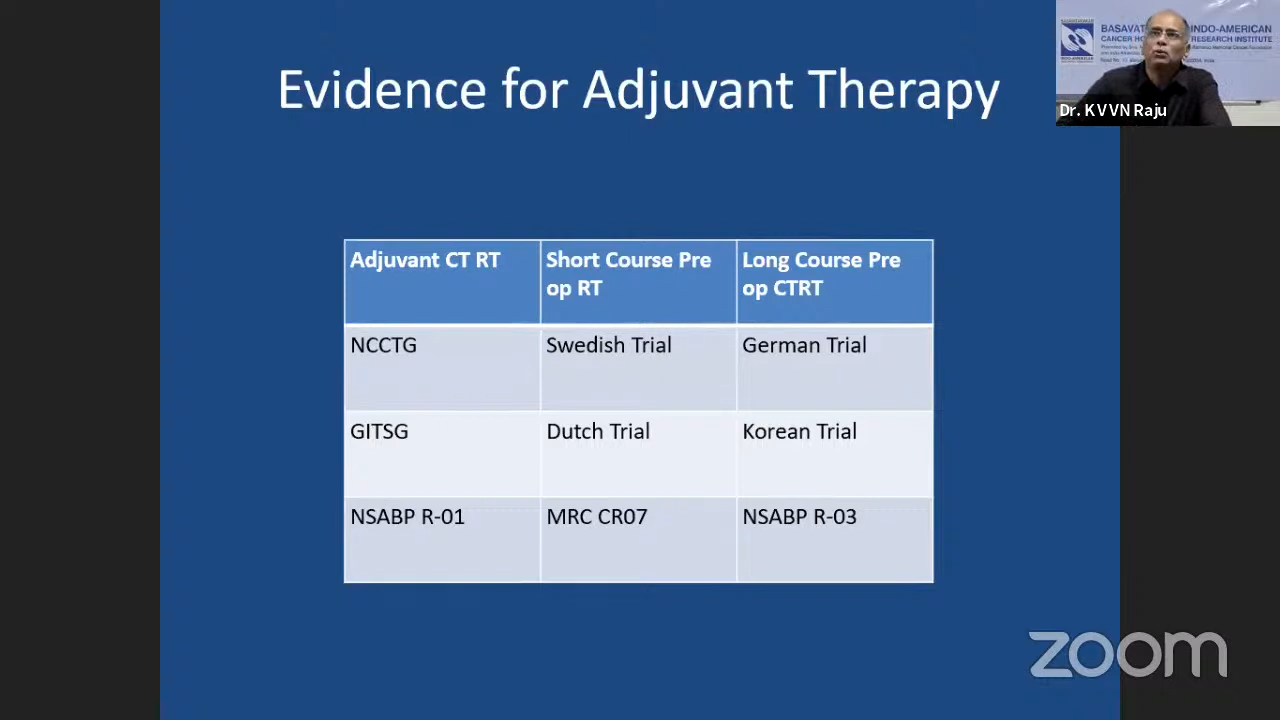 Evidence for Adjuvant Therapy
BASAVAT
INDO-AMERICAN
CANCER HO
RESEARCH INSTITUTE
Dr. KVVN Raju
Adjuvant CT RT
Short Course Pre
op RT
Long Course Pre
op CTRT
NCCTG
Swedish Trial
German Trial
GITSG
Dutch Trial
Korean Trial
NSABP R-01
MRC CR07
NSABP R-03
zoom